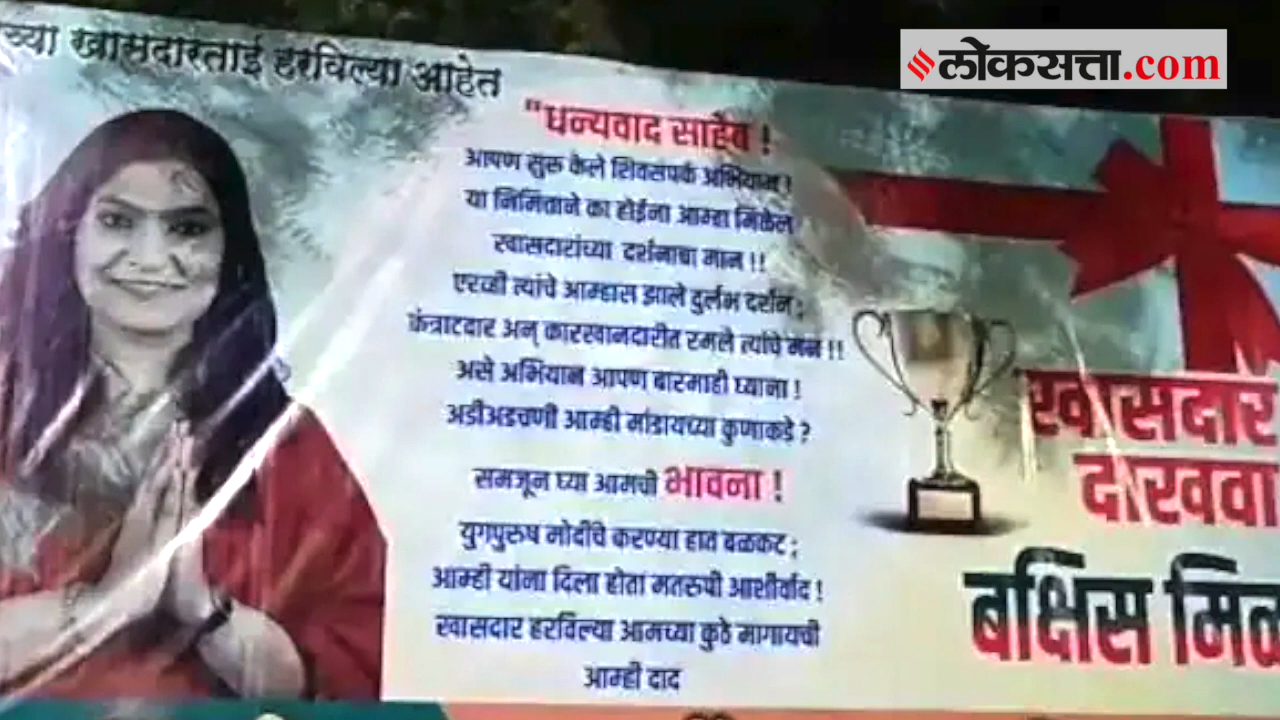 च्या खासदारताई हरविल्या आहेत
लोकसत्ता.com
"धन्यवाद साहेब !
आपण सुरु केले शिवसंपर्क अभियान !
या निमिताने का होईना आम्हा मिळेल
खासदारांच्या दर्शनाचा मान !!
एरव्ही त्यांचे आम्हास झाले दुर्लभ दर्शन ;
कंत्राटदार अन् कारखानदारीत रमले त्यांचे मन !!
असे अभियान आपण बारमाही घ्याना !
अडीअडचणी आम्ही मांडायच्या कुणाकडे ?
समजून घ्या आमची भावना !
युगपुरुष मोदींचे करण्या हात बळकट ;
आम्ही यांना दिला होता मतरुपी आशीर्वाद !
खासदार हरविल्या आमच्या कुठे मागायची
आम्ही दाद
खासदार
दाखवा
बक्षिस मिळ